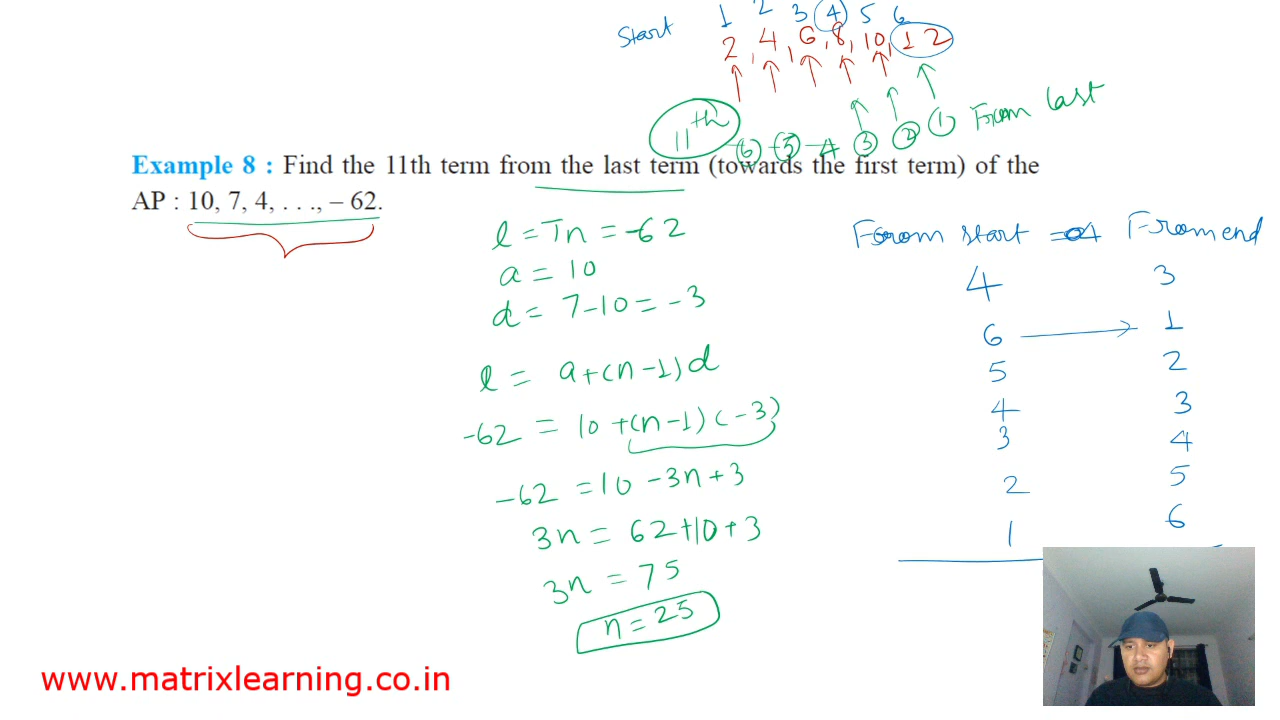 Start 1 2 3 4 5 6
2, 4, 6, 8, 10, 12
11th 6 5 4 3 2 1 From last
Example 8 : Find the 11th term from the last term (towards the first term) of the
AP : 10, 7, 4, . . ., – 62.
l = Tn = -62
a = 10
d = 7-10 = -3
l = a+(n-1)d
-62 = 10 +(n-1)(-3)
-62 = 10 -3n+3
3n = 62+10+3
3n = 75
n = 25
From start = From end
4 3
6 1
5 2
4 3
3 4
2 5
1 6
www.matrixlearning.co.in